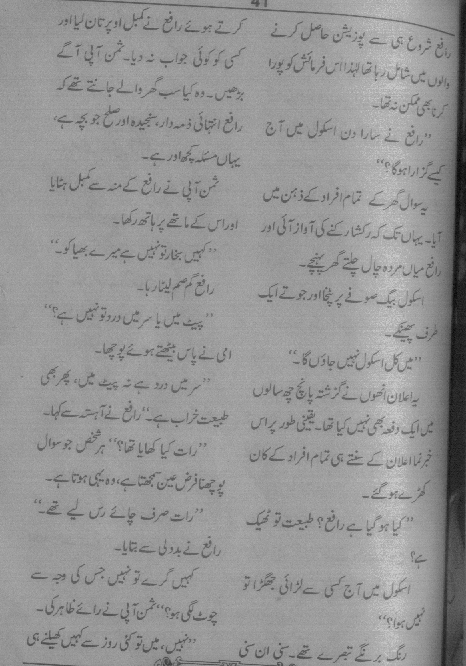 41
رافع شروع ہی سے پوزیشن حاصل کرنے
والوں میں شامل رہا تھا لہٰذا اس فرمائش کو پورا
کرنا بھی ممکن نہ تھا۔
”رافع نے سارا دن اسکول میں آج
کیسے گزارا ہوگا؟“
یہ سوال گھر کے تمام افراد کے ذہن میں
آیا۔ یہاں تک کہ رکشا رکنے کی آواز آئی اور
رافع میاں مردہ چال چلتے گھر پہنچے۔
اسکول بیگ صوفے پر پٹخا اور جوتے ایک
طرف پھینکے۔
”میں کل اسکول نہیں جاؤں گا۔“
یہ اعلان انھوں نے گزشتہ پانچ چھ سالوں
میں ایک دفعہ بھی نہیں کیا تھا۔ یقینی طور پر اس
خبر نما اعلان کے سنتے ہی تمام افراد کے کان
کھڑے ہو گئے۔
”کیا ہو گیا ہے رافع؟ طبیعت تو ٹھیک
ہے؟
اسکول میں آج کسی سے لڑائی جھگڑا تو
نہیں ہوا؟“
رنگ برنگے تبصرے تھے۔ سنی ان سنی
کرتے ہوئے رافع نے کمبل اوپر تان لیا اور
کسی کو کوئی جواب نہ دیا۔ ثمن آپی آگے
بڑھیں۔ وہ کیا سب گھر والے جانتے تھے کہ
رافع انتہائی ذمہ دار، سنجیدہ اور صلح جو بچہ ہے،
یہاں مسئلہ کچھ اور ہے۔
ثمن آپی نے رافع کے منہ سے کمبل ہٹایا
اور اس کے ماتھے پر ہاتھ رکھا۔
”کہیں بخار تو نہیں ہے میرے بھیا کو۔“
رافع گم صم لیٹا رہا۔
”پیٹ میں یا سر میں درد تو نہیں ہے؟“
امی نے پاس بیٹھتے ہوئے پوچھا۔
”سر میں درد ہے نہ پیٹ میں، پھر بھی
طبیعت خراب ہے۔“ رافع نے آہستہ سے کہا۔
”رات کیا کھایا تھا؟“ ہر شخص جو سوال
پوچھنا فرض عین سمجھتا ہے، وہ یہی ہوتا ہے۔
”رات صرف چائے رس لیے تھے۔“
رافع نے بددلی سے بتایا۔
کہیں گرے تو نہیں جس کی وجہ سے
چوٹ لگی ہو؟“ ثمن آپی نے رائے ظاہر کی۔
”نہیں، میں تو کئی روز سے کہیں کھیلنے ہی